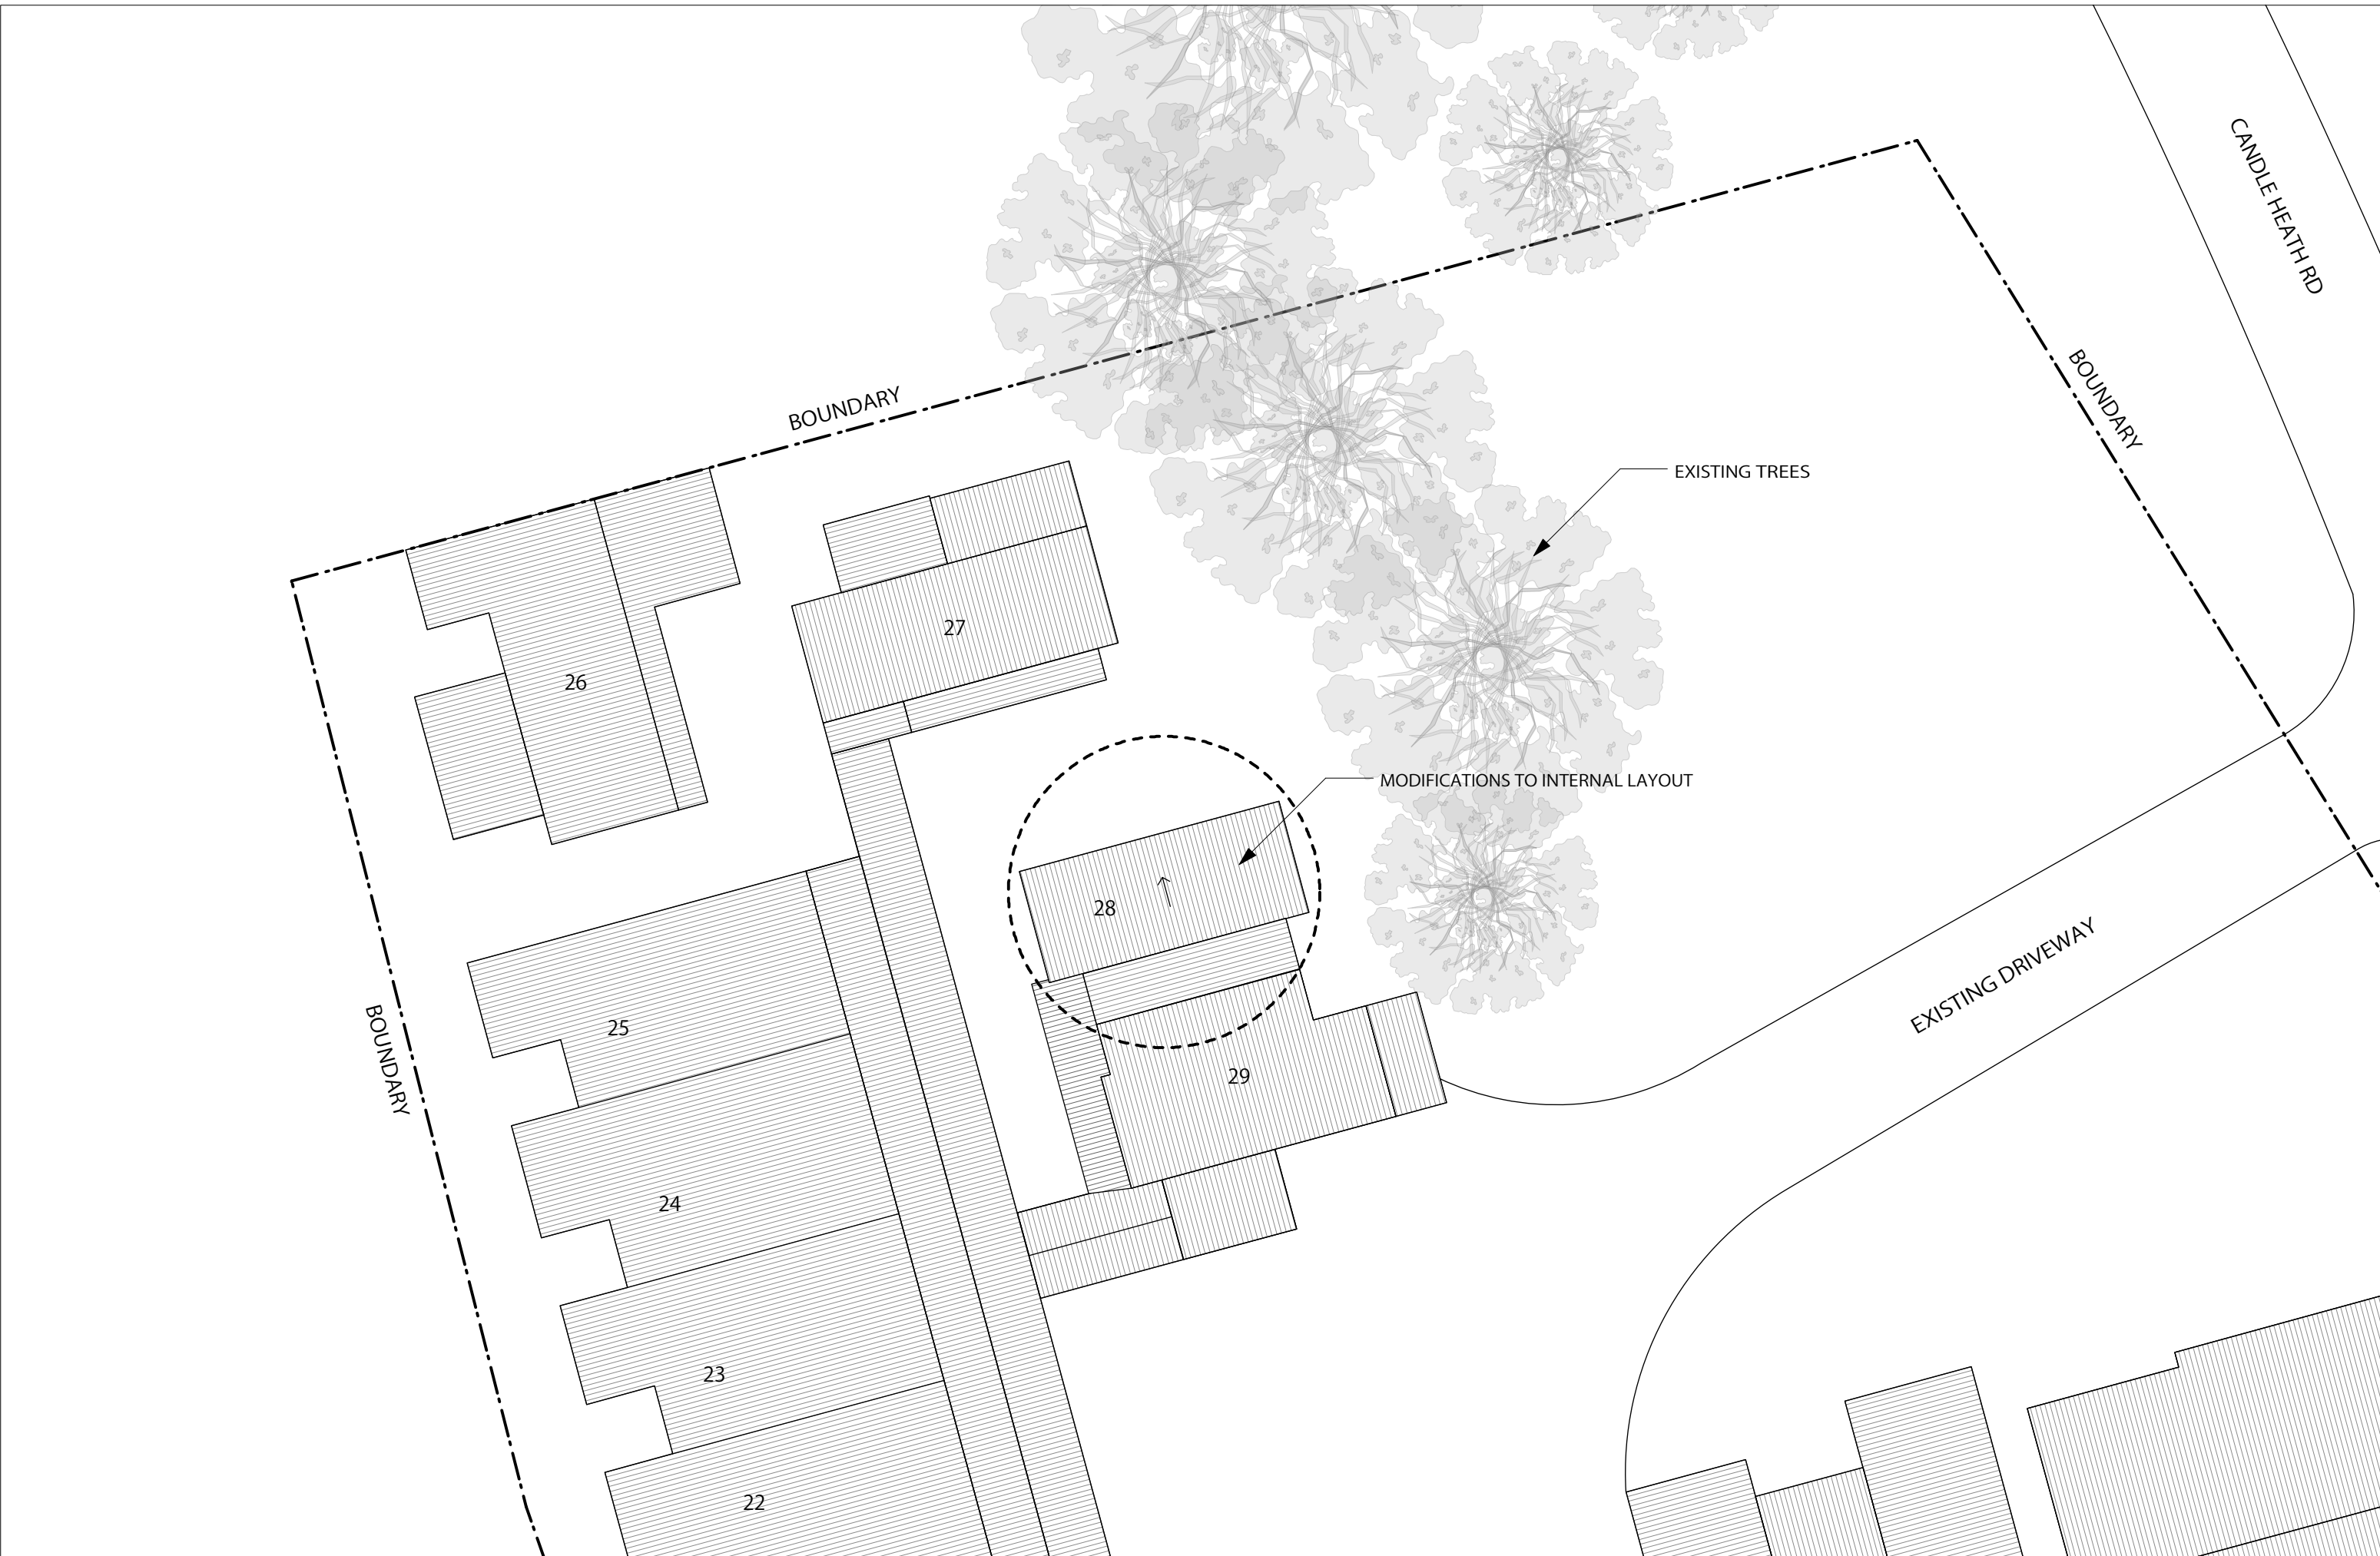 CANDLE HEATH RD
BOUNDARY
BOUNDARY
EXISTING TREES
27
26
MODIFICATIONS TO INTERNAL LAYOUT
28
EXISTING DRIVEWAY
25
BOUNDARY
29
24
23
22